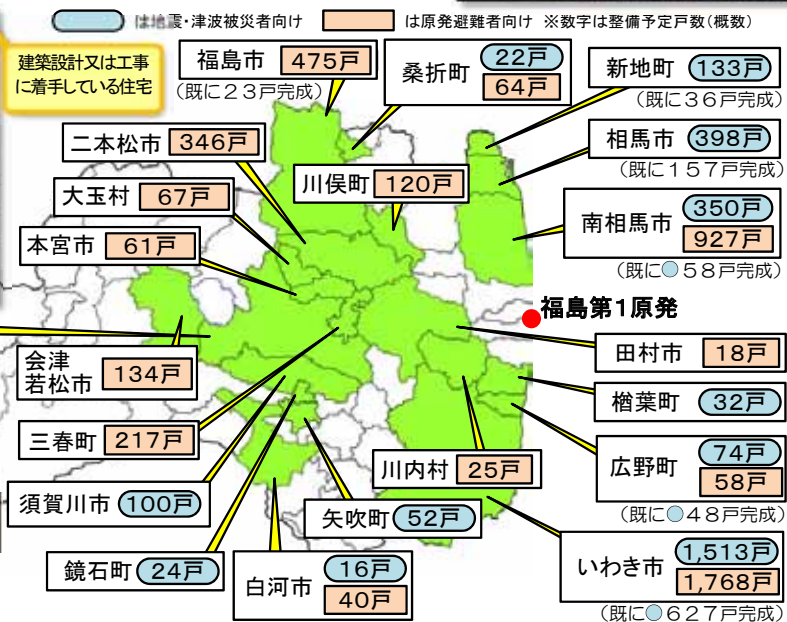 は地震・津波被災者向け は原発避難者向け ※数字は整備予定戸数(概数)
建築設計又は工事
に着手している住宅
福島市 475戸
(既に23戸完成)
桑折町 22戸
64戸
新地町 133戸
(既に36戸完成)
二本松市 346戸
相馬市 398戸
(既に157戸完成)
大玉村 67戸
川俣町 120戸
南相馬市 350戸
927戸
(既に 58戸完成)
本宮市 61戸
福島第1原発
会津
若松市 134戸
田村市 18戸
楢葉町 32戸
三春町 217戸
川内村 25戸
広野町 74戸
58戸
(既に 48戸完成)
須賀川市 100戸
矢吹町 52戸
鏡石町 24戸
白河市 16戸
40戸
いわき市 1,513戸
1,768戸
(既に 627戸完成)